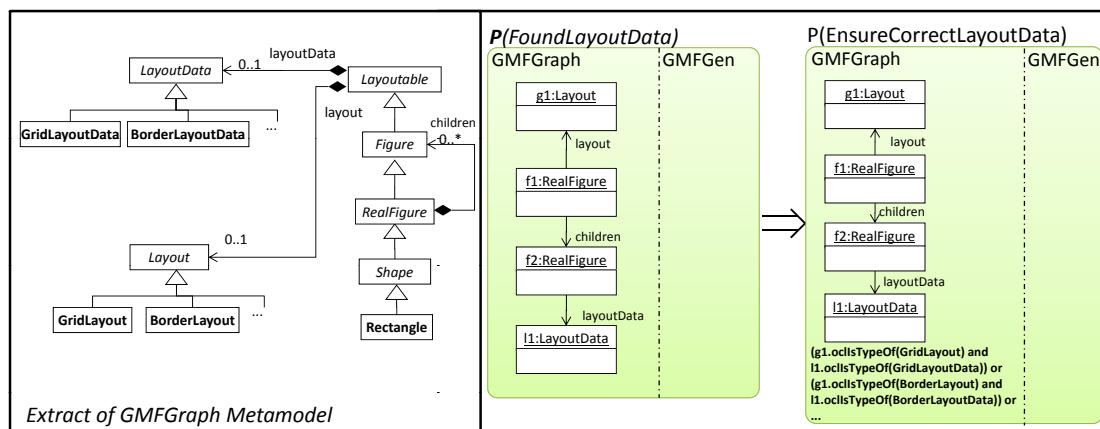 layoutData
LayoutData
0..1
Layoutable
GridLayoutData
BorderLayoutData
...
layout
children
0..*
Figure
RealFigure
0..1
Layout
Shape
GridLayout
BorderLayout
...
Rectangle
Extract of GMFGraph Metamodel
P(FoundLayoutData)
GMFGraph
GMFGen
g1:Layout
layout
f1:RealFigure
children
f2:RealFigure
layoutData
l1:LayoutData
P(EnsureCorrectLayoutData)
GMFGraph
GMFGen
g1:Layout
layout
f1:RealFigure
children
f2:RealFigure
layoutData
l1:LayoutData
(g1.oclIsTypeOf(GridLayout) and
l1.oclIsTypeOf(GridLayoutData)) or
(g1.oclIsTypeOf(BorderLayout) and
l1.oclIsTypeOf(BorderLayoutData)) or
...